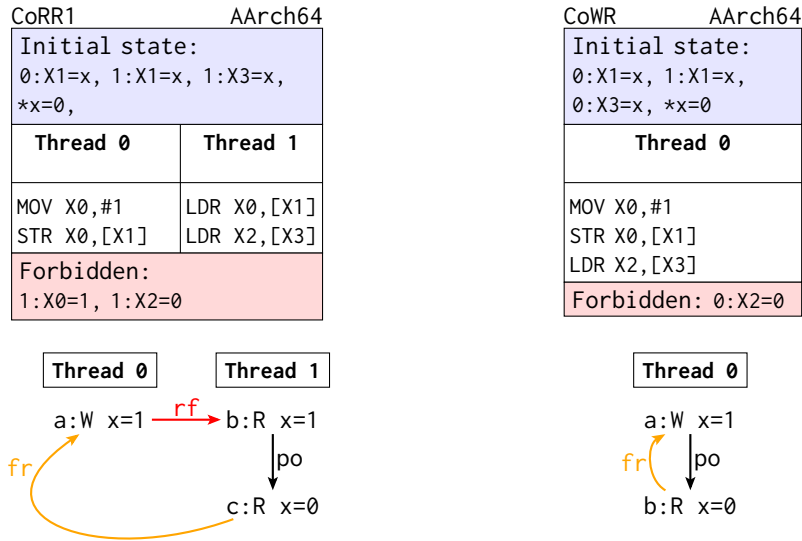 CoRR1 AArch64
Initial state:
0:X1=x, 1:X1=x, 1:X3=x,
*x=0,
Thread 0 Thread 1
MOV X0,#1 LDR X0,[X1]
STR X0,[X1] LDR X2,[X3]
Forbidden:
1:X0=1, 1:X2=0
Thread 0 Thread 1
a:W x=1 rf b:R x=1
fr po
c:R x=0
CoWR AArch64
Initial state:
0:X1=x, 1:X1=x,
0:X3=x, *x=0
Thread 0
MOV X0,#1
STR X0,[X1]
LDR X2,[X3]
Forbidden: 0:X2=0
Thread 0
a:W x=1
fr po
b:R x=0